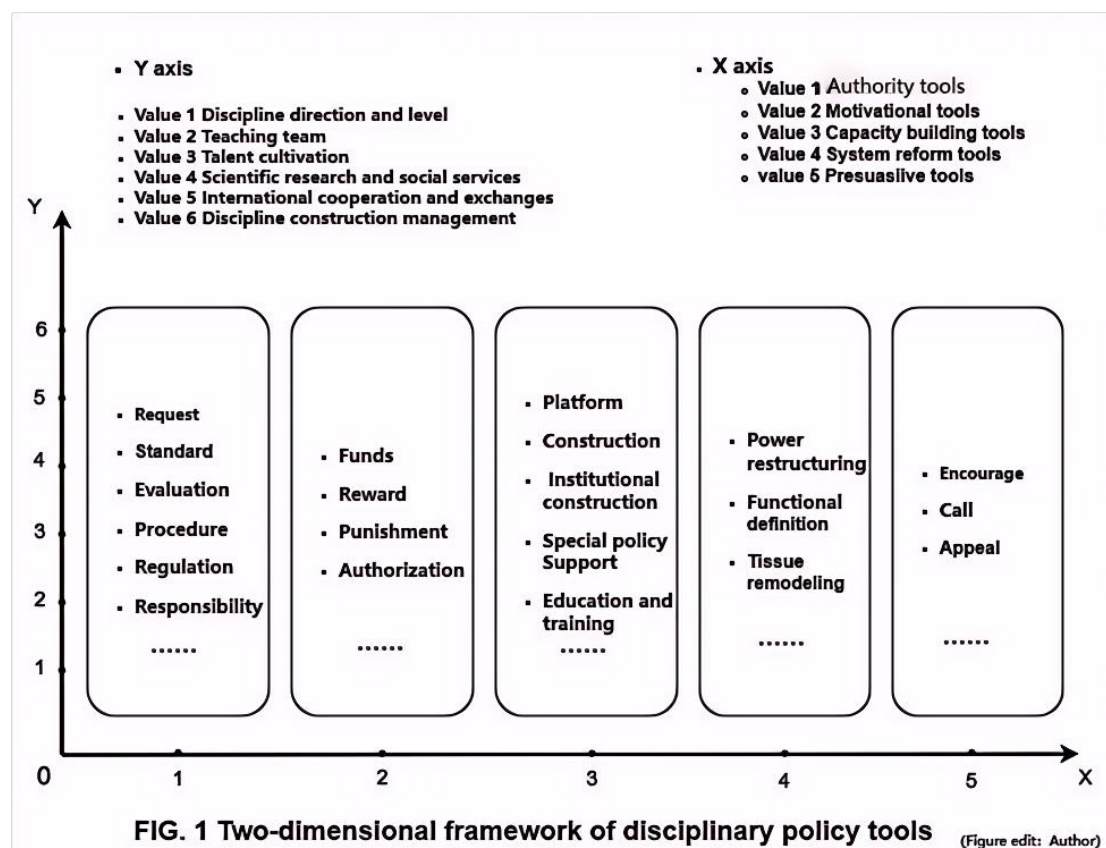 • Y axis
• Value 1 Discipline direction and level
• Value 2 Teaching team
• Value 3 Talent cultivation
• Value 4 Scientific research and social services
• Value 5 International cooperation and exchanges
• Value 6 Discipline construction management
• X axis
Value 1 Authority tools
Value 2 Motivational tools
Value 3 Capacity building tools
Value 4 System reform tools
value 5 Presuasiive tools
Y
6
5
4
3
2
1
0
• Request
• Standard
• Evaluation
• Procedure
• Regulation
• Responsibility
......
• Funds
• Reward
• Punishment
• Authorization
......
• Platform
• Construction
• Institutional
construction
• Special policy
Support
• Education and
training
......
• Power
restructuring
• Functional
definition
• Tissue
remodeling
......
• Encourage
• Call
• Appeal
......
1
2
3
4
5
X
FIG. 1 Two-dimensional framework of disciplinary policy tools
(Figure edit: Author)